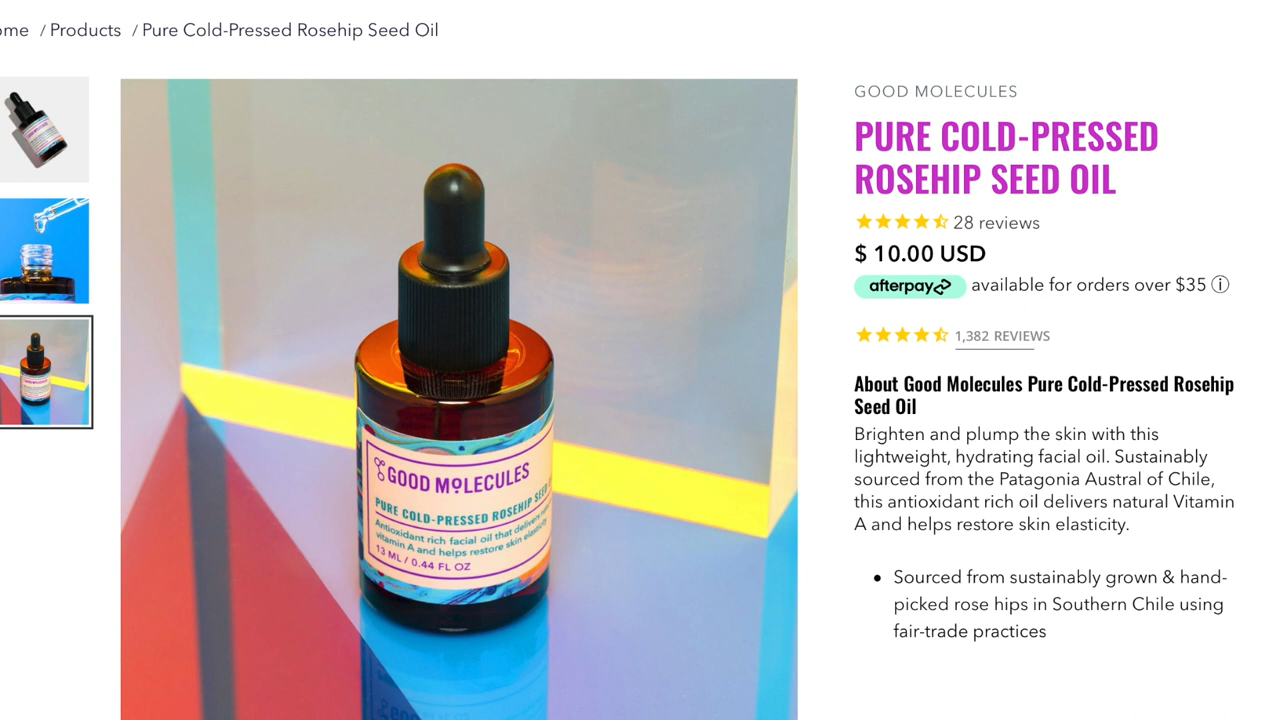 ome / Products / Pure Cold-Pressed Rosehip Seed Oil
GOOD MOLECULES
PURE COLD-PRESSED
ROSEHIP SEED OIL
28 reviews
$ 10.00 USD
afterpay available for orders over $35 ⓘ
1,382 REVIEWS
About Good Molecules Pure Cold-Pressed Rosehip
Seed Oil
Brighten and plump the skin with this
lightweight, hydrating facial oil. Sustainably
sourced from the Patagonia Austral of Chile,
this antioxidant rich oil delivers natural Vitamin
A and helps restore skin elasticity.
• Sourced from sustainably grown & hand-
picked rose hips in Southern Chile using
fair-trade practices
GOOD MOLECULES
PURE COLD-PRESSED ROSEHIP SEED
Antioxidant rich facial oil that delivers
vitamin A and helps restore skin elasticity
13 ML / 0.44 FL OZ